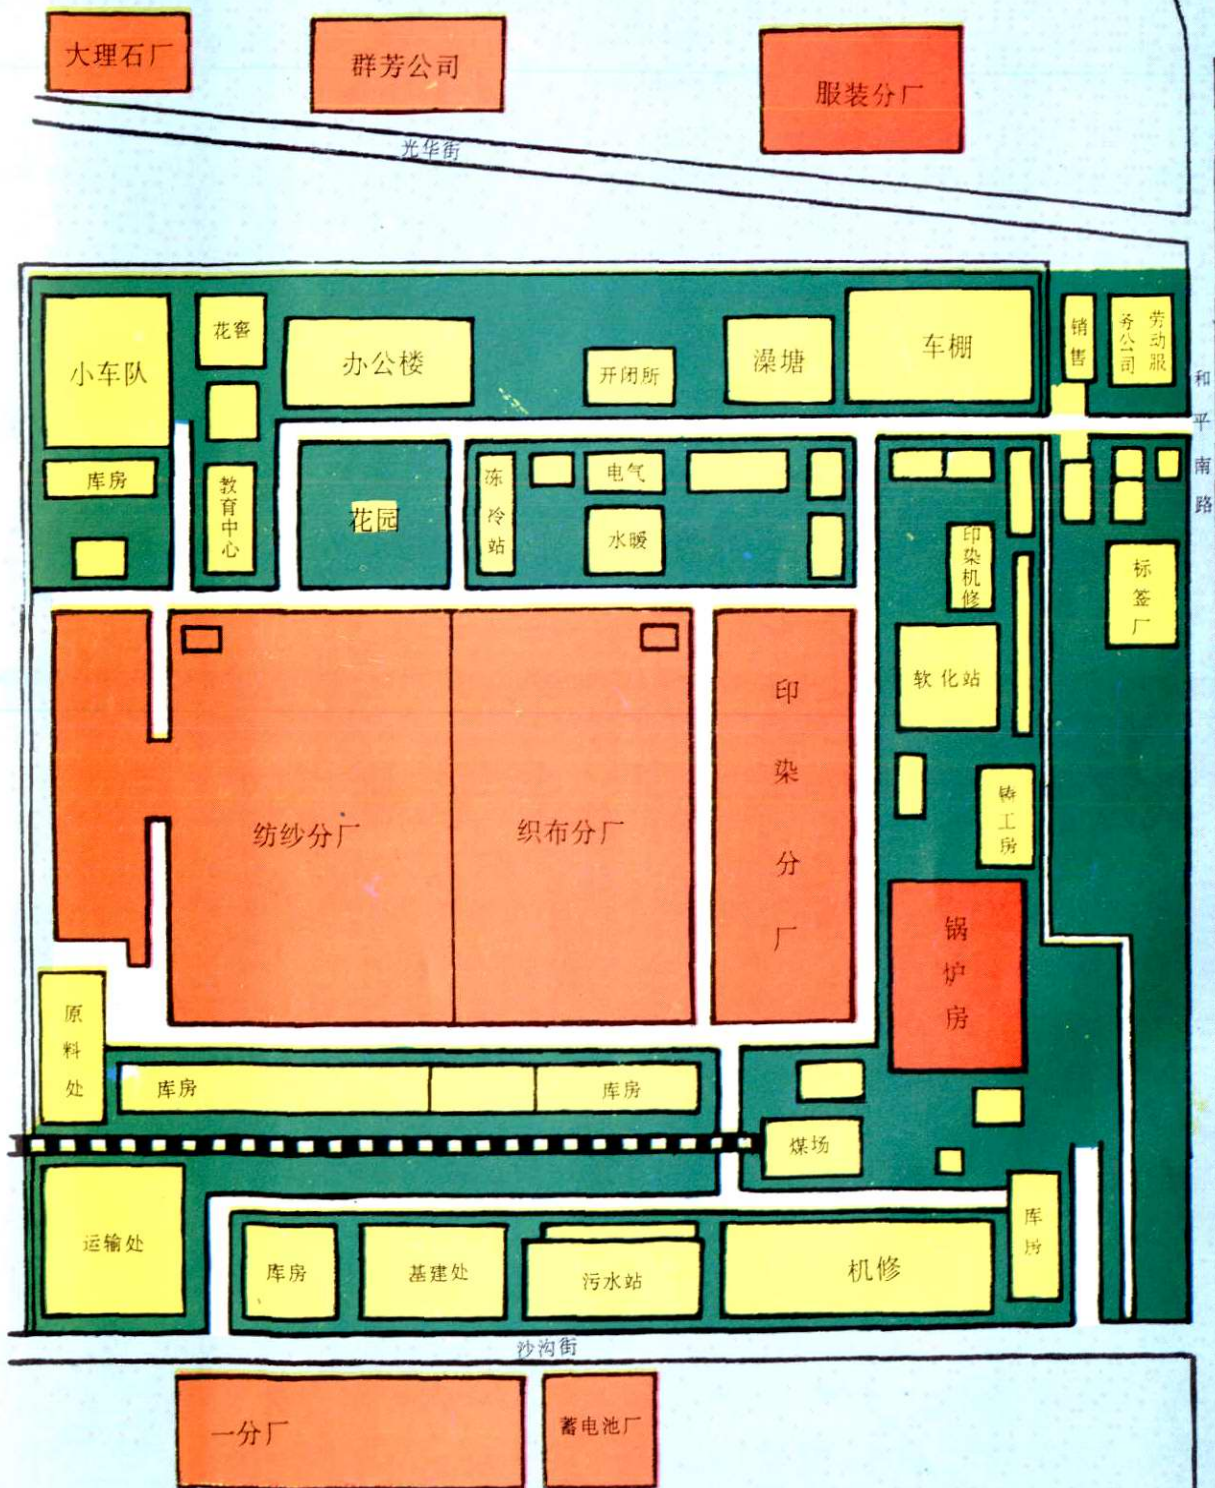 大理石厂
群芳公司
服装分厂
光华街
小车队
花窖
办公楼
开闭所
澡塘
车棚
销售
劳动服
务公司
和平南路
库房
教育中心
花园
冻冷站
电气
水暖
印染机修
标签厂
软化站
纺纱分厂
织布分厂
印染分厂
铸工房
锅炉房
原料处
库房
库房
煤场
运输处
库房
基建处
污水站
机修
库房
沙沟街
一分厂
蓄电池厂